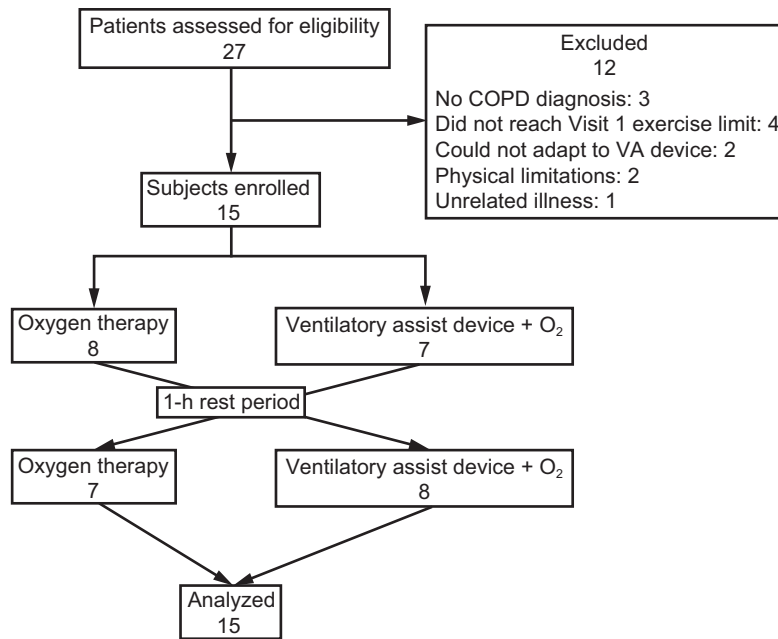 Patients assessed for eligibility
27
Excluded
12
No COPD diagnosis: 3
Did not reach Visit 1 exercise limit: 4
Could not adapt to VA device: 2
Physical limitations: 2
Unrelated illness: 1
Subjects enrolled
15
Oxygen therapy
8
Ventilatory assist device + O₂
7
1-h rest period
Oxygen therapy
7
Ventilatory assist device + O₂
8
Analyzed
15